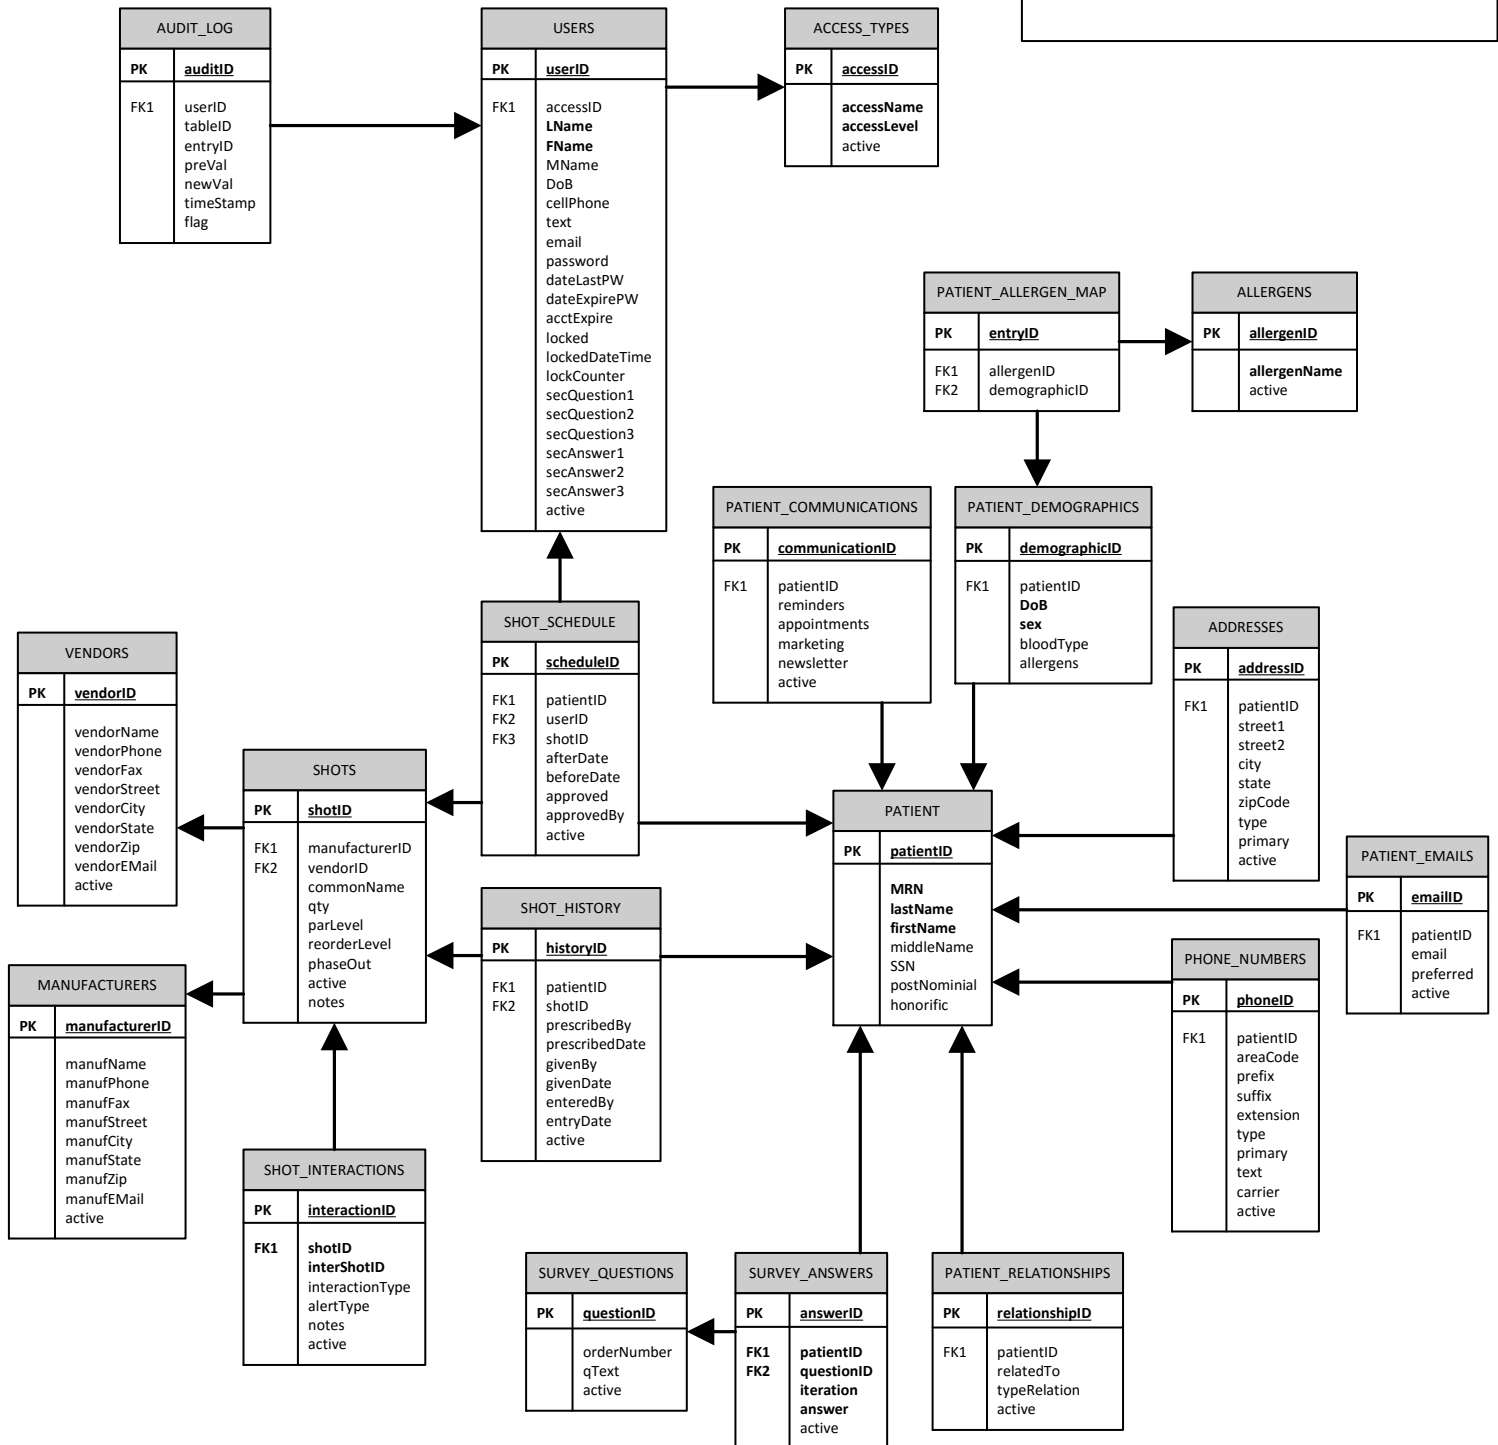 AUDIT_LOG
PK auditID
FK1 userID
tableID
entryID
preVal
newVal
timeStamp
flag
USERS
PK userID
FK1 accessID
LName
FName
MName
DoB
cellPhone
text
email
password
dateLastPW
dateExpirePW
acctExpire
locked
lockedDateTime
lockCounter
secQuestion1
secQuestion2
secQuestion3
secAnswer1
secAnswer2
secAnswer3
active
ACCESS_TYPES
PK accessID
accessName
accessLevel
active
PATIENT_ALLERGEN_MAP
PK entryID
FK1 allergenID
FK2 demographicID
ALLERGENS
PK allergenID
allergenName
active
PATIENT_COMMUNICATIONS
PK communicationID
FK1 patientID
reminders
appointments
marketing
newsletter
active
PATIENT_DEMOGRAPHICS
PK demographicID
FK1 patientID
DoB
sex
bloodType
allergens
SHOT_SCHEDULE
PK scheduleID
FK1 patientID
FK2 userID
FK3 shotID
afterDate
beforeDate
approved
approvedBy
active
ADDRESSES
PK addressID
FK1 patientID
street1
street2
city
state
zipCode
type
primary
active
VENDORS
PK vendorID
vendorName
vendorPhone
vendorFax
vendorStreet
vendorCity
vendorState
vendorZip
vendorEMail
active
SHOTS
PK shotID
FK1 manufacturerID
FK2 vendorID
commonName
qty
parLevel
reorderLevel
phaseOut
active
notes
PATIENT
PK patientID
MRN
lastName
firstName
middleName
SSN
postNominial
honorific
PATIENT_EMAILS
PK emailID
FK1 patientID
email
preferred
active
SHOT_HISTORY
PK historyID
FK1 patientID
FK2 shotID
prescribedBy
prescribedDate
givenBy
givenDate
enteredBy
entryDate
active
PHONE_NUMBERS
PK phoneID
FK1 patientID
areaCode
prefix
suffix
extension
type
primary
text
carrier
active
MANUFACTURERS
PK manufacturerID
manufName
manufPhone
manufFax
manufStreet
manufCity
manufState
manufZip
manufEMail
active
SHOT_INTERACTIONS
PK interactionID
FK1 shotID
interShotID
interactionType
alertType
notes
active
SURVEY_QUESTIONS
PK questionID
orderNumber
qText
active
SURVEY_ANSWERS
PK answerID
FK1 patientID
FK2 questionID
iteration
answer
active
PATIENT_RELATIONSHIPS
PK relationshipID
FK1 patientID
relatedTo
typeRelation
active